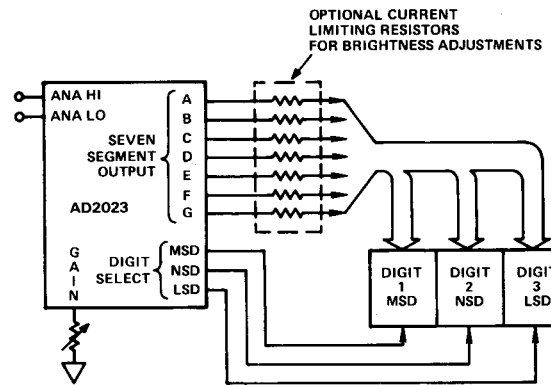 OPTIONAL CURRENT
LIMITING RESISTORS
FOR BRIGHTNESS ADJUSTMENTS
ANA HI
ANA LO
SEVEN
SEGMENT
OUTPUT
A
B
C
D
E
F
G
AD2023
GAIN
DIGIT
SELECT
MSD
NSD
LSD
DIGIT
1
MSD
DIGIT
2
NSD
DIGIT
3
LSD